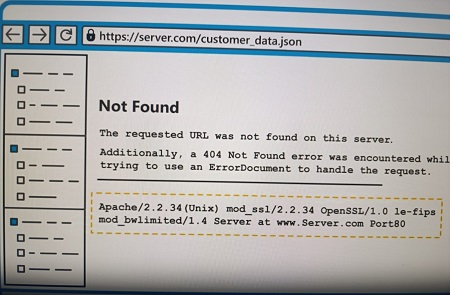 https://server.com/customer_data.json
Not Found
The requested URL was not found on this server.
Additionally, a 404 Not Found error was encountered whil
trying to use an ErrorDocument to handle the request.
Apache/2.2.34(Unix) mod_ssl/2.2.34 OpenSSL/1.0 le-fips
mod_bwlimited/1.4 Server at www.Server.com Port80